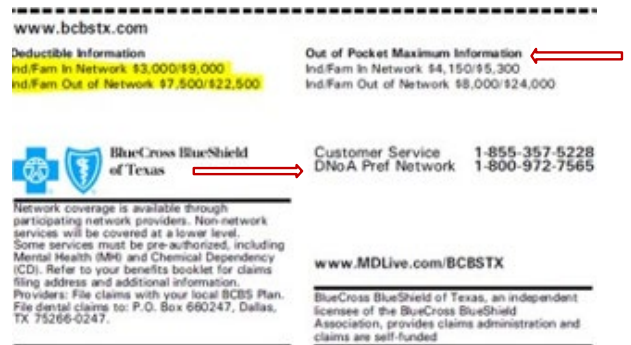 www.bcbstx.com
Deductible Information
Ind/Fam In Network $3,000/$9,000
Ind/Fam Out of Network $7,500/$22,500
Out of Pocket Maximum Information
Ind/Fam In Network $4,150/$5,300
Ind/Fam Out of Network $8,000/$24,000
BlueCross BlueShield
of Texas
Customer Service 1-855-357-5228
DNoA Pref Network 1-800-972-7565
Network coverage is available through
participating network providers. Non-network
services will be covered at a lower level.
Some services must be pre-authorized, including
Mental Health (MH) and Chemical Dependency
(CD). Refer to your benefits booklet for claims
filing address and additional information.
Providers: File claims with your local BCBS Plan.
File dental claims to: P.O. Box 660247, Dallas,
TX 75266-0247.
www.MDLive.com/BCBSTX
BlueCross BlueShield of Texas, an independent
licensee of the BlueCross BlueShield
Association, provides claims administration and
claims are self-funded